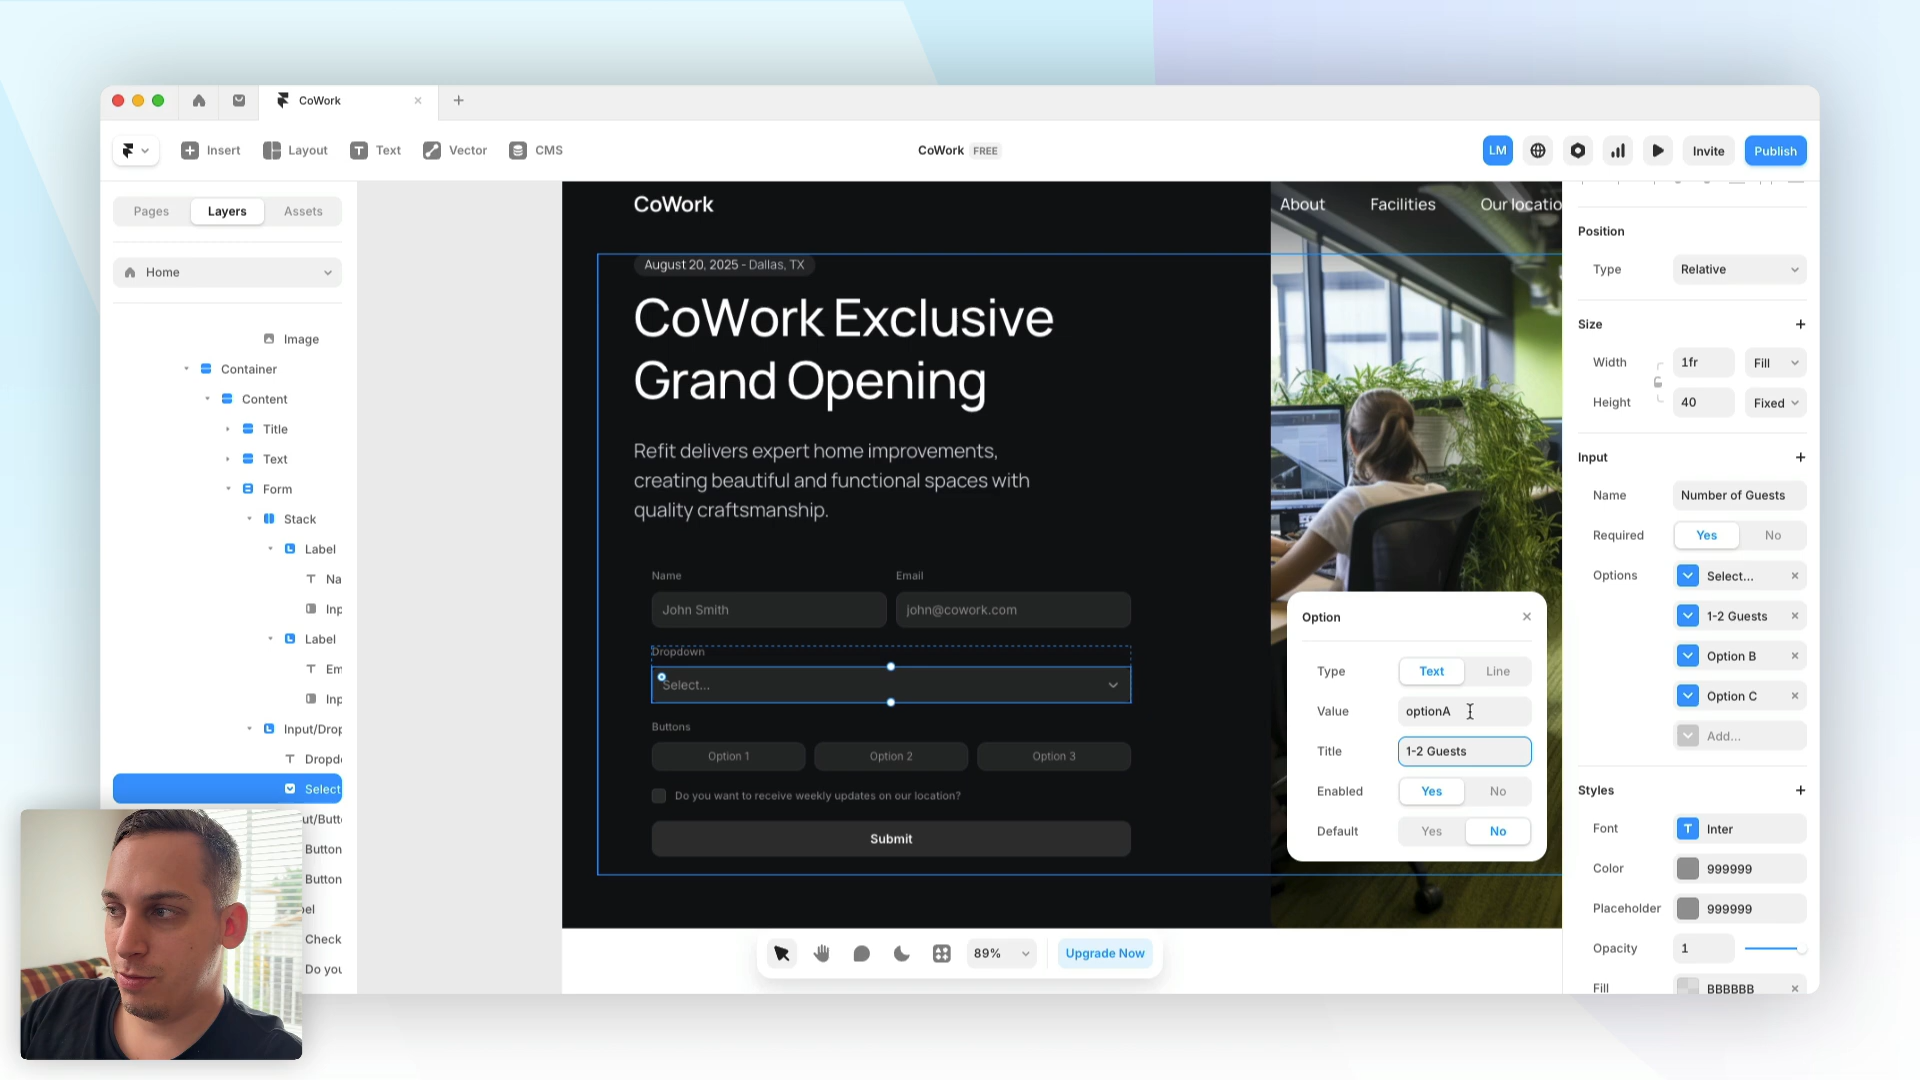 CoWork
Insert
Layout
Text
Vector
CMS
CoWork FREE
LM
Invite
Publish
Pages
Layers
Assets
Home
Image
Container
Content
Title
Text
Form
Stack
Label
Na
Inp
Label
Em
Inp
Input/Drop
Dropd
Select
ut/Butt
Button
Button
bel
Check
Do you
CoWork
About
Facilities
Our locatio
August 20, 2025 - Dallas, TX
CoWork Exclusive
Grand Opening
Refit delivers expert home improvements,
creating beautiful and functional spaces with
quality craftsmanship.
Name
Email
John Smith
john@cowork.com
Dropdown
Select...
Buttons
Option 1
Option 2
Option 3
Do you want to receive weekly updates on our location?
Submit
89%
Upgrade Now
Option
Type
Text
Line
Value
optionA
Title
1-2 Guests
Enabled
Yes
No
Default
Yes
No
Position
Type
Relative
Size
Width
1fr
Fill
Height
40
Fixed
Input
Name
Number of Guests
Required
Yes
No
Options
Select...
1-2 Guests
Option B
Option C
Add...
Styles
Font
Inter
Color
999999
Placeholder
999999
Opacity
1
Fill
BBBBBB